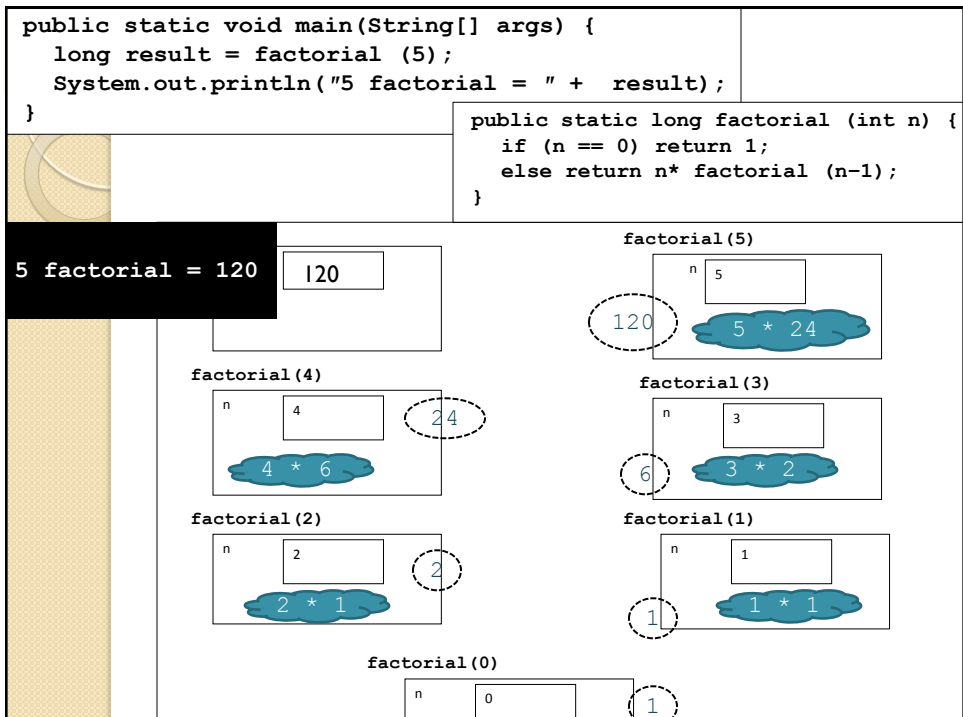 public static void main(String[] args) {
long result = factorial (5);
System.out.println("5 factorial = " + result);
}
public static long factorial (int n) {
if (n == 0) return 1;
else return n* factorial (n-1);
}
5 factorial = 120
120
factorial(5)
n 5
120
5 * 24
factorial(4)
n 4
24
4 * 6
factorial(3)
n 3
6
3 * 2
factorial(2)
n 2
2
2 * 1
factorial(1)
n 1
1
1 * 1
factorial(0)
n 0
1